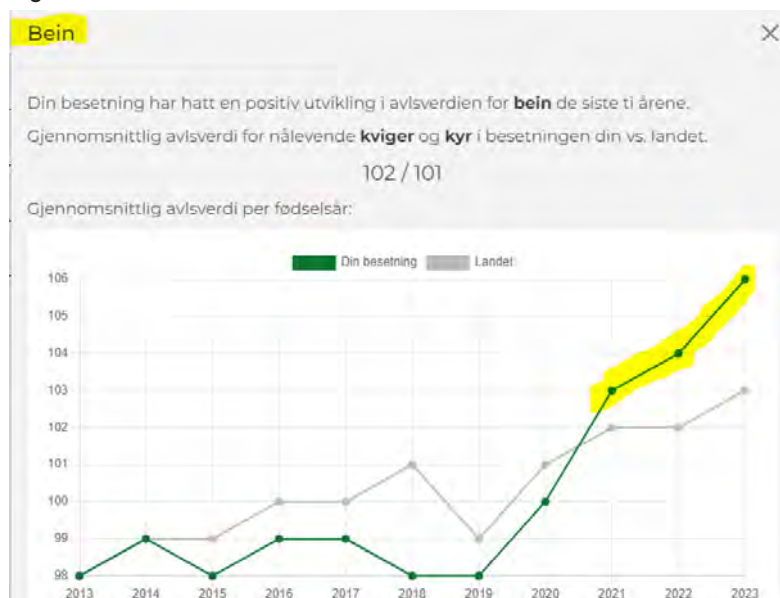 Bein
Din besetning har hatt en positiv utvikling i avlsverdien for bein de siste ti årene.
Gjennomsnittlig avlsverdi for nålevende kviger og kyr i besetningen din vs. landet.
102 / 101
Gjennomsnittlig avlsverdi per fødselsår:
Din besetning Landet
106
105
104
103
102
101
100
99
98
2013 2014 2015 2016 2017 2018 2019 2020 2021 2022 2023